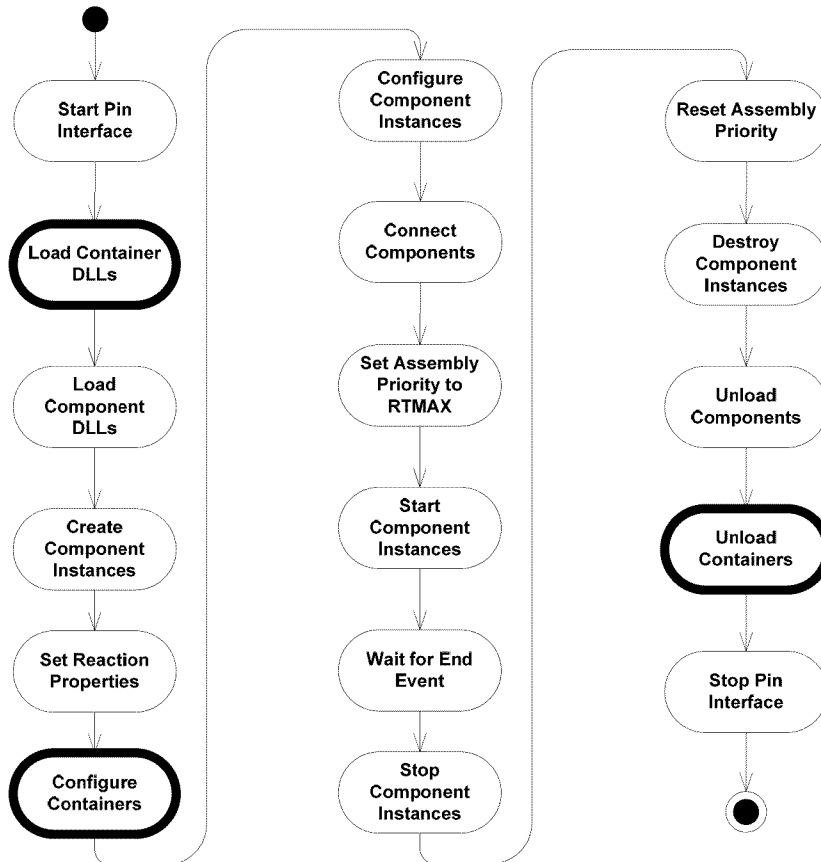 Start Pin
Interface
Load Container
DLLs
Load
Component
DLLs
Create
Component
Instances
Set Reaction
Properties
Configure
Containers
Configure
Component
Instances
Connect
Components
Set Assembly
Priority to
RTMAX
Start
Component
Instances
Wait for End
Event
Stop
Component
Instances
Reset Assembly
Priority
Destroy
Component
Instances
Unload
Components
Unload
Containers
Stop Pin
Interface